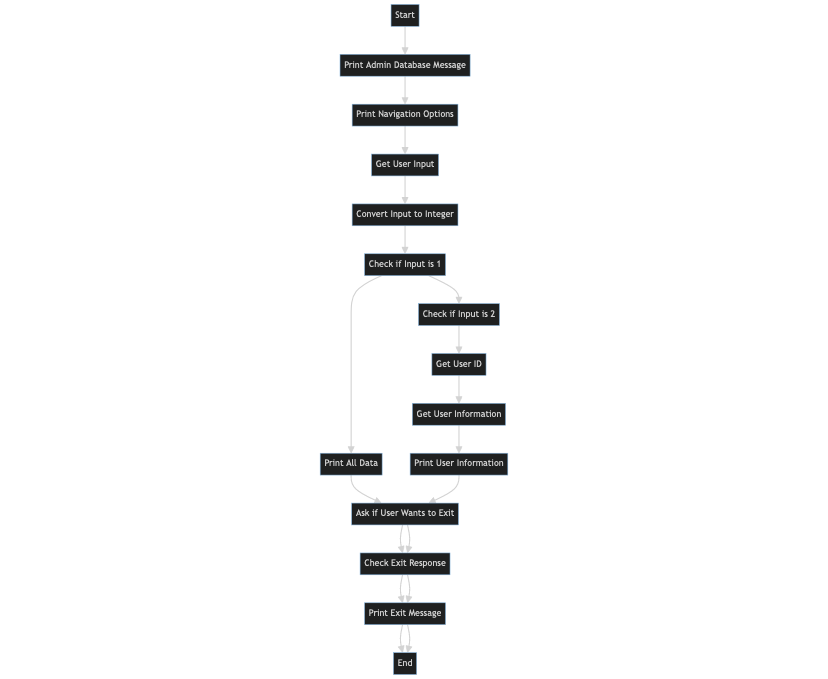 Start
Print Admin Database Message
Print Navigation Options
Get User Input
Convert Input to Integer
Check if Input is 1
Check if Input is 2
Get User ID
Get User Information
Print All Data
Print User Information
Ask if User Wants to Exit
Check Exit Response
Print Exit Message
End